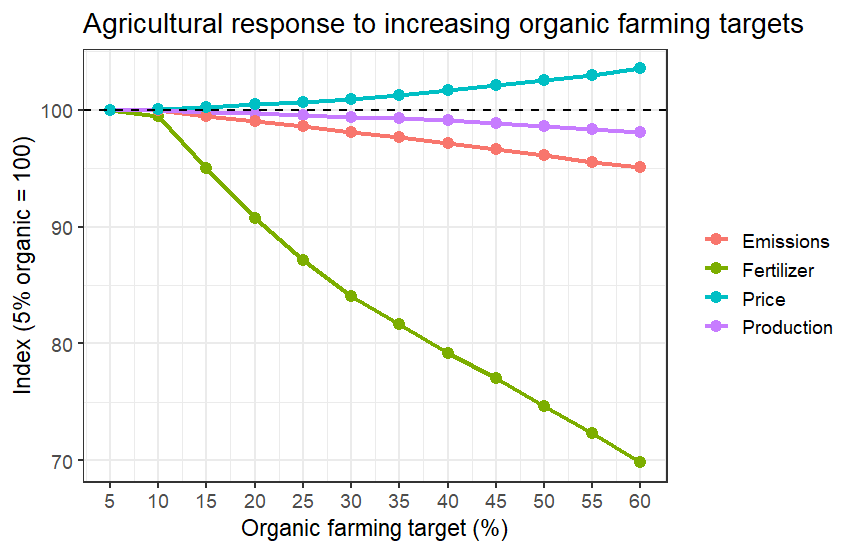 Agricultural response to increasing organic farming targets
Index (5% organic = 100)
100
90
80
70
5 10 15 20 25 30 35 40 45 50 55 60
Organic farming target (%)
Emissions
Fertilizer
Price
Production